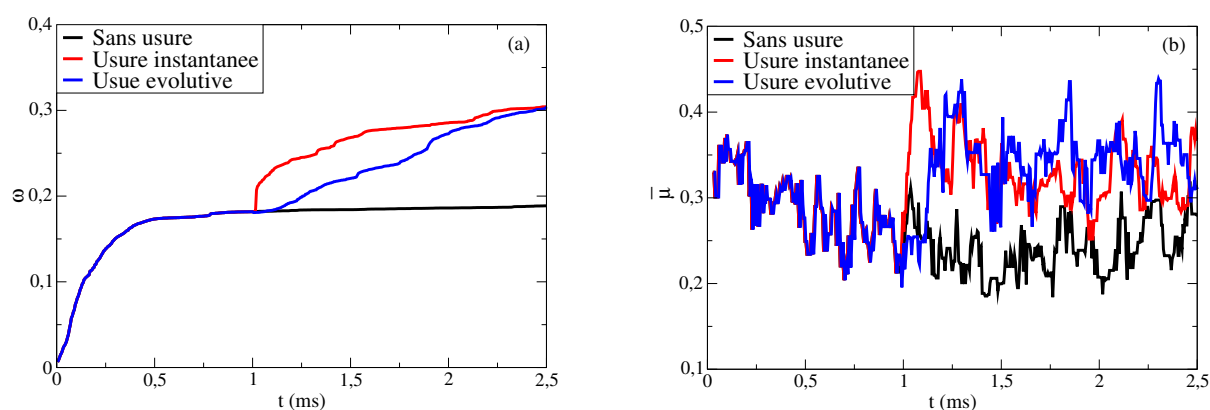 0,4
Sans usure
(a)
Usure instantanee
Usue evolutive
0,3
ω
0,2
0,1
0
0
0,5
1
1,5
2
2,5
t (ms)
0,5
Sans usure
(b)
Usure instantanee
Usure evolutive
0,4
μ̅
0,3
0,2
0,1
0
0,5
1
1,5
2
2,5
t (ms)